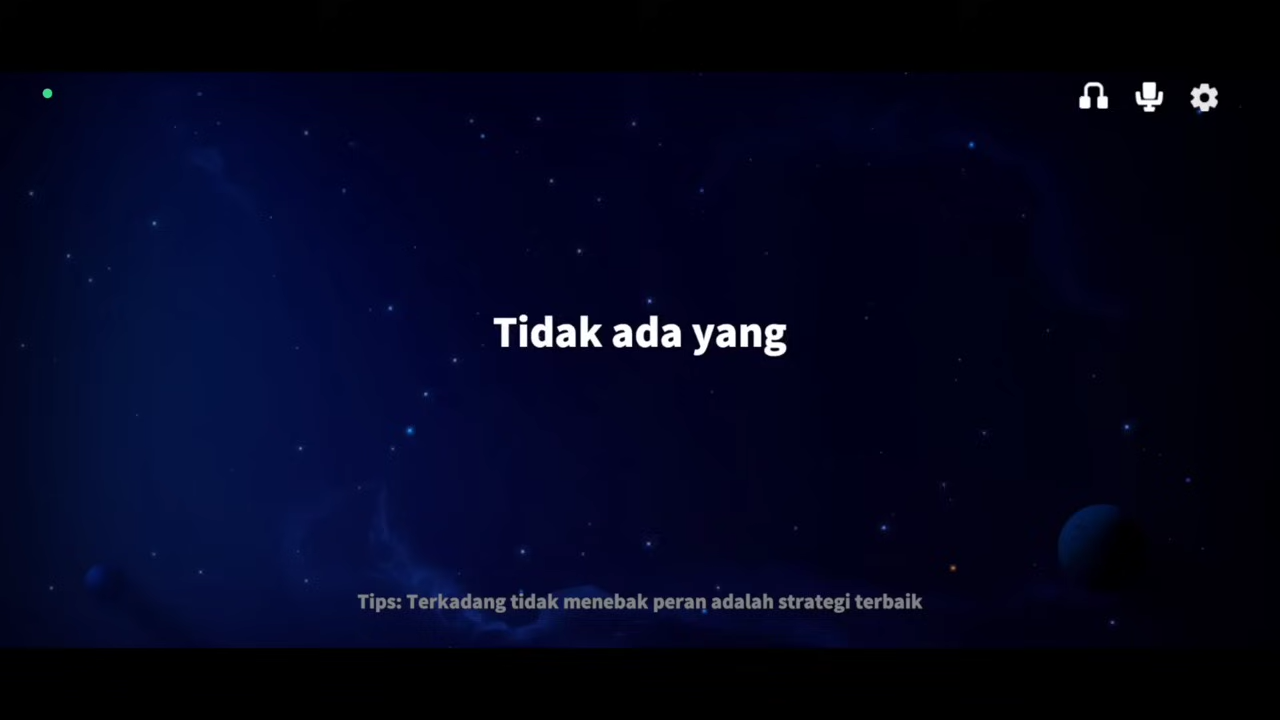 Tidak ada yang
Tips: Terkadang tidak menebak peran adalah strategi terbaik